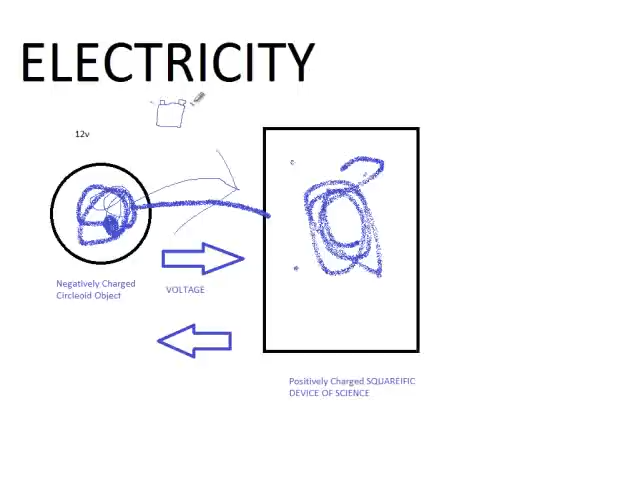 ELECTRICITY
12v
Negatively Charged
Circleoid Object
VOLTAGE
Positively Charged SQUAREIFIC
DEVICE OF SCIENCE